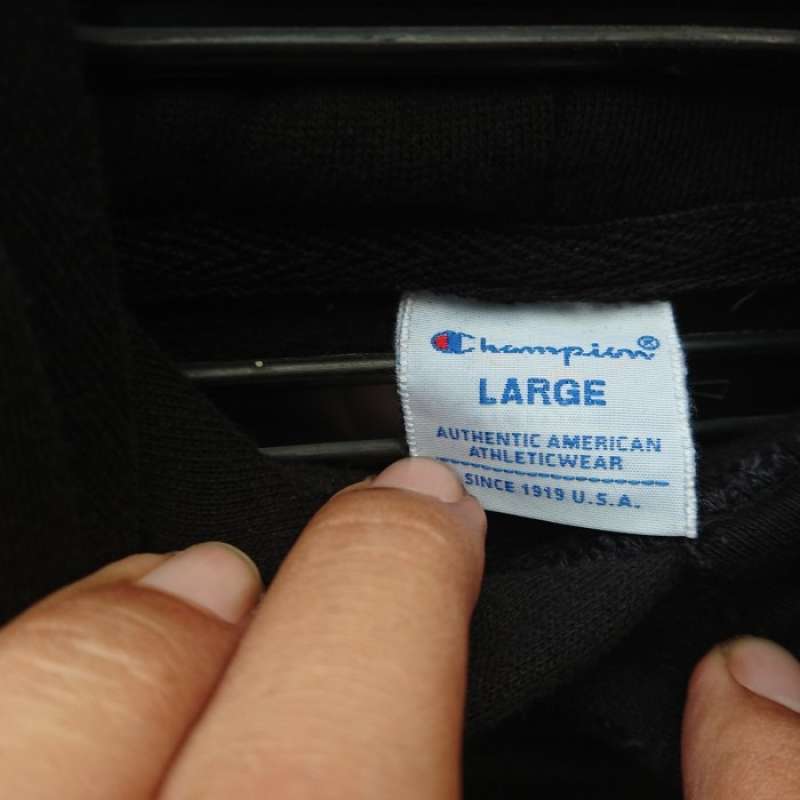 Champion®
LARGE
AUTHENTIC AMERICAN
ATHLETICWEAR
SINCE 1919 U.S.A.